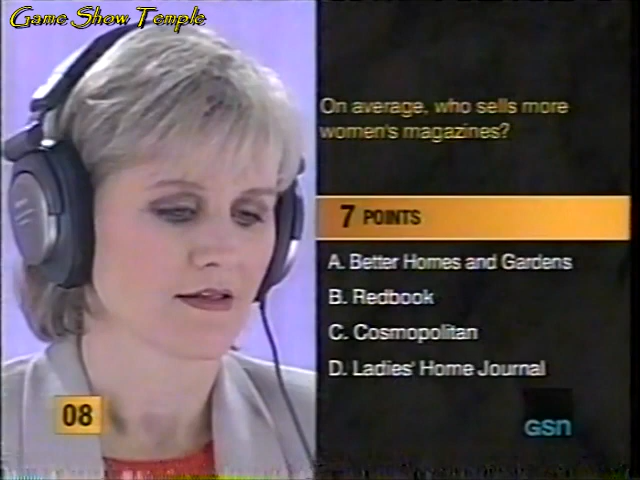 Game Show Temple
On average, who sells more
women's magazines?
7 POINTS
A. Better Homes and Gardens
B. Redbook
C. Cosmopolitan
D. Ladies' Home Journal
08
GSN